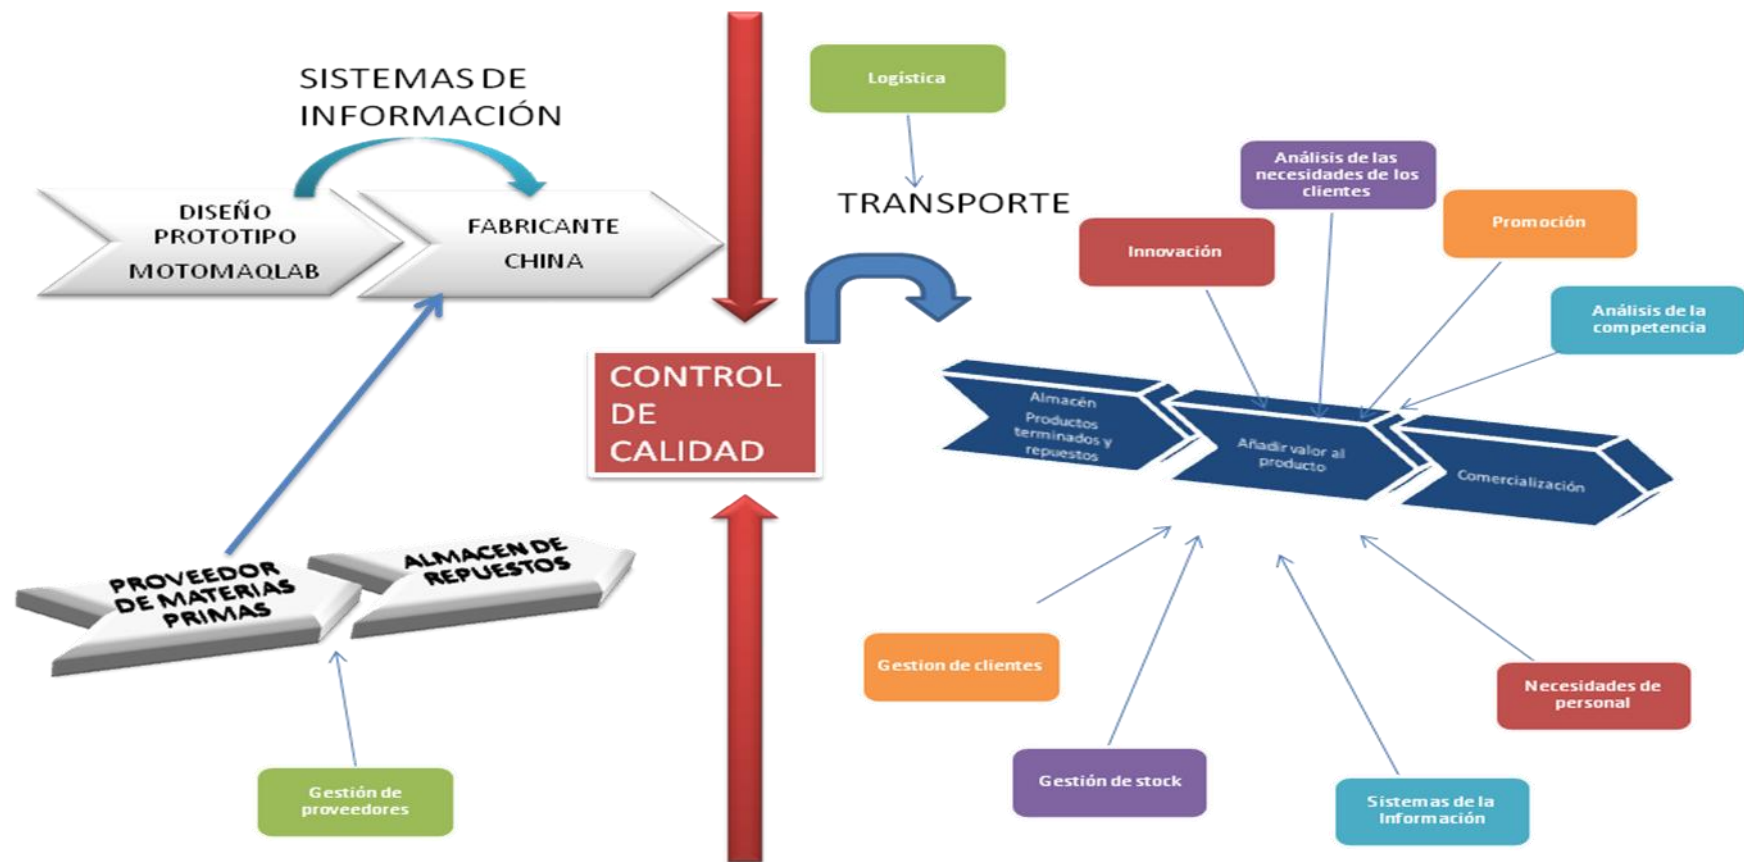 SISTEMAS DE
INFORMACIÓN
DISEÑO
PROTOTIPO
MOTOMAQLAB
FABRICANTE
CHINA
PROVEEDOR
DE MATERIAS
PRIMAS
ALMACEN DE
REPUESTOS
Gestión de
proveedores
CONTROL
DE
CALIDAD
Logística
TRANSPORTE
Innovación
Análisis de las
necesidades de los
clientes
Promoción
Análisis de la
competencia
Almacén
Productos
terminados y
repuestos
Añadir valor al
producto
Comercialización
Gestion de clientes
Gestión de stock
Sistemas de la
Información
Necesidades de
personal